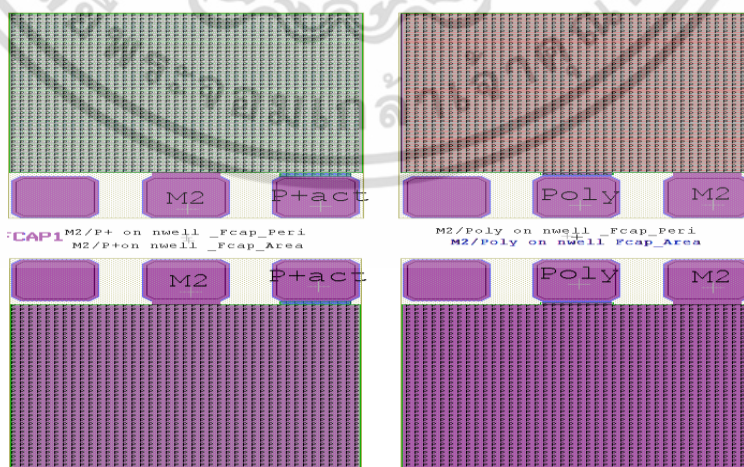 M2 P+act Poly M2
FCAP1 M2/P+ on nwell _Fcap_Peri
M2/P+on nwell _Fcap_Area
M2/Poly on nwell _Fcap_Peri
M2/Poly on nwell Fcap_Area
M2 P+act Poly M2